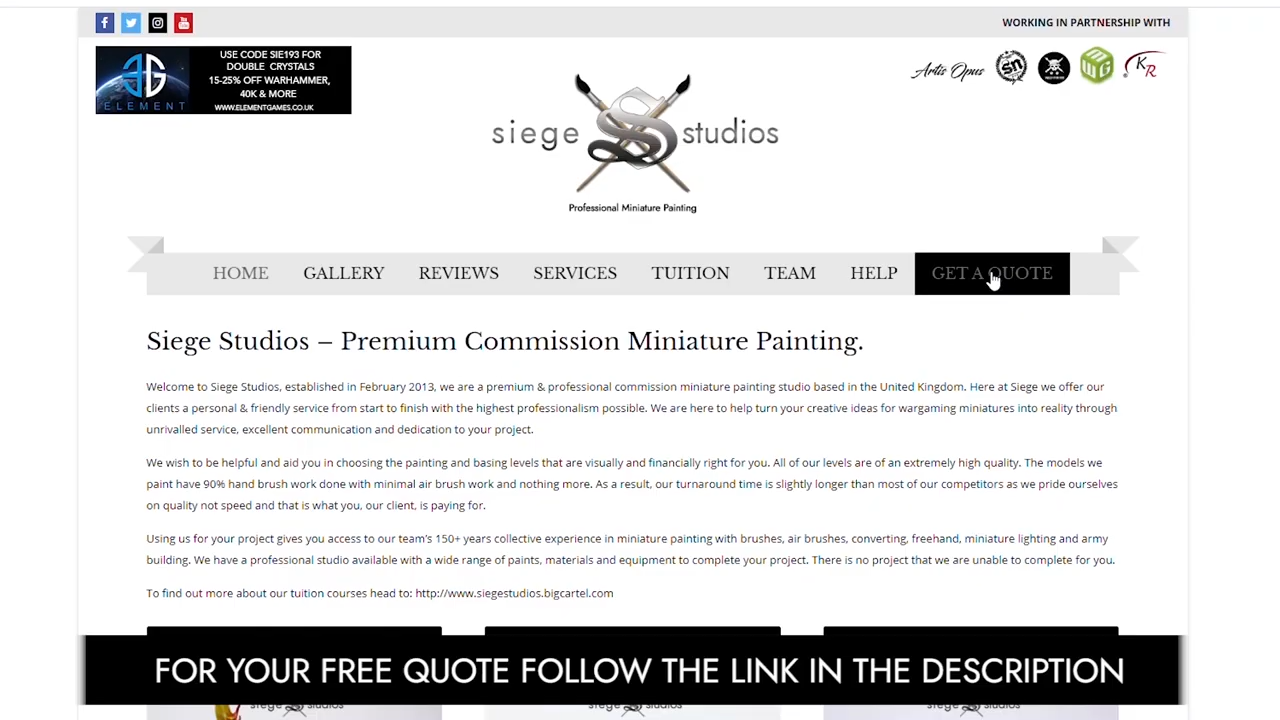 WORKING IN PARTNERSHIP WITH
USE CODE SIE193 FOR
DOUBLE CRYSTALS
15-25% OFF WARHAMMER,
40K & MORE
WWW.ELEMENTGAMES.CO.UK
ELEMENT
Artis Opus
KR
siege studios
Professional Miniature Painting
HOME GALLERY REVIEWS SERVICES TUITION TEAM HELP GET A QUOTE
Siege Studios – Premium Commission Miniature Painting.
Welcome to Siege Studios, established in February 2013, we are a premium & professional commission miniature painting studio based in the United Kingdom. Here at Siege we offer our
clients a personal & friendly service from start to finish with the highest professionalism possible. We are here to help turn your creative ideas for wargaming miniatures into reality through
unrivalled service, excellent communication and dedication to your project.
We wish to be helpful and aid you in choosing the painting and basing levels that are visually and financially right for you. All of our levels are of an extremely high quality. The models we
paint have 90% hand brush work done with minimal air brush work and nothing more. As a result, our turnaround time is slightly longer than most of our competitors as we pride ourselves
on quality not speed and that is what you, our client, is paying for.
Using us for your project gives you access to our team's 150+ years collective experience in miniature painting with brushes, air brushes, converting, freehand, miniature lighting and army
building. We have a professional studio available with a wide range of paints, materials and equipment to complete your project. There is no project that we are unable to complete for you.
To find out more about our tuition courses head to: http://www.siegestudios.bigcartel.com
FOR YOUR FREE QUOTE FOLLOW THE LINK IN THE DESCRIPTION
siege studios siege studios siege studios